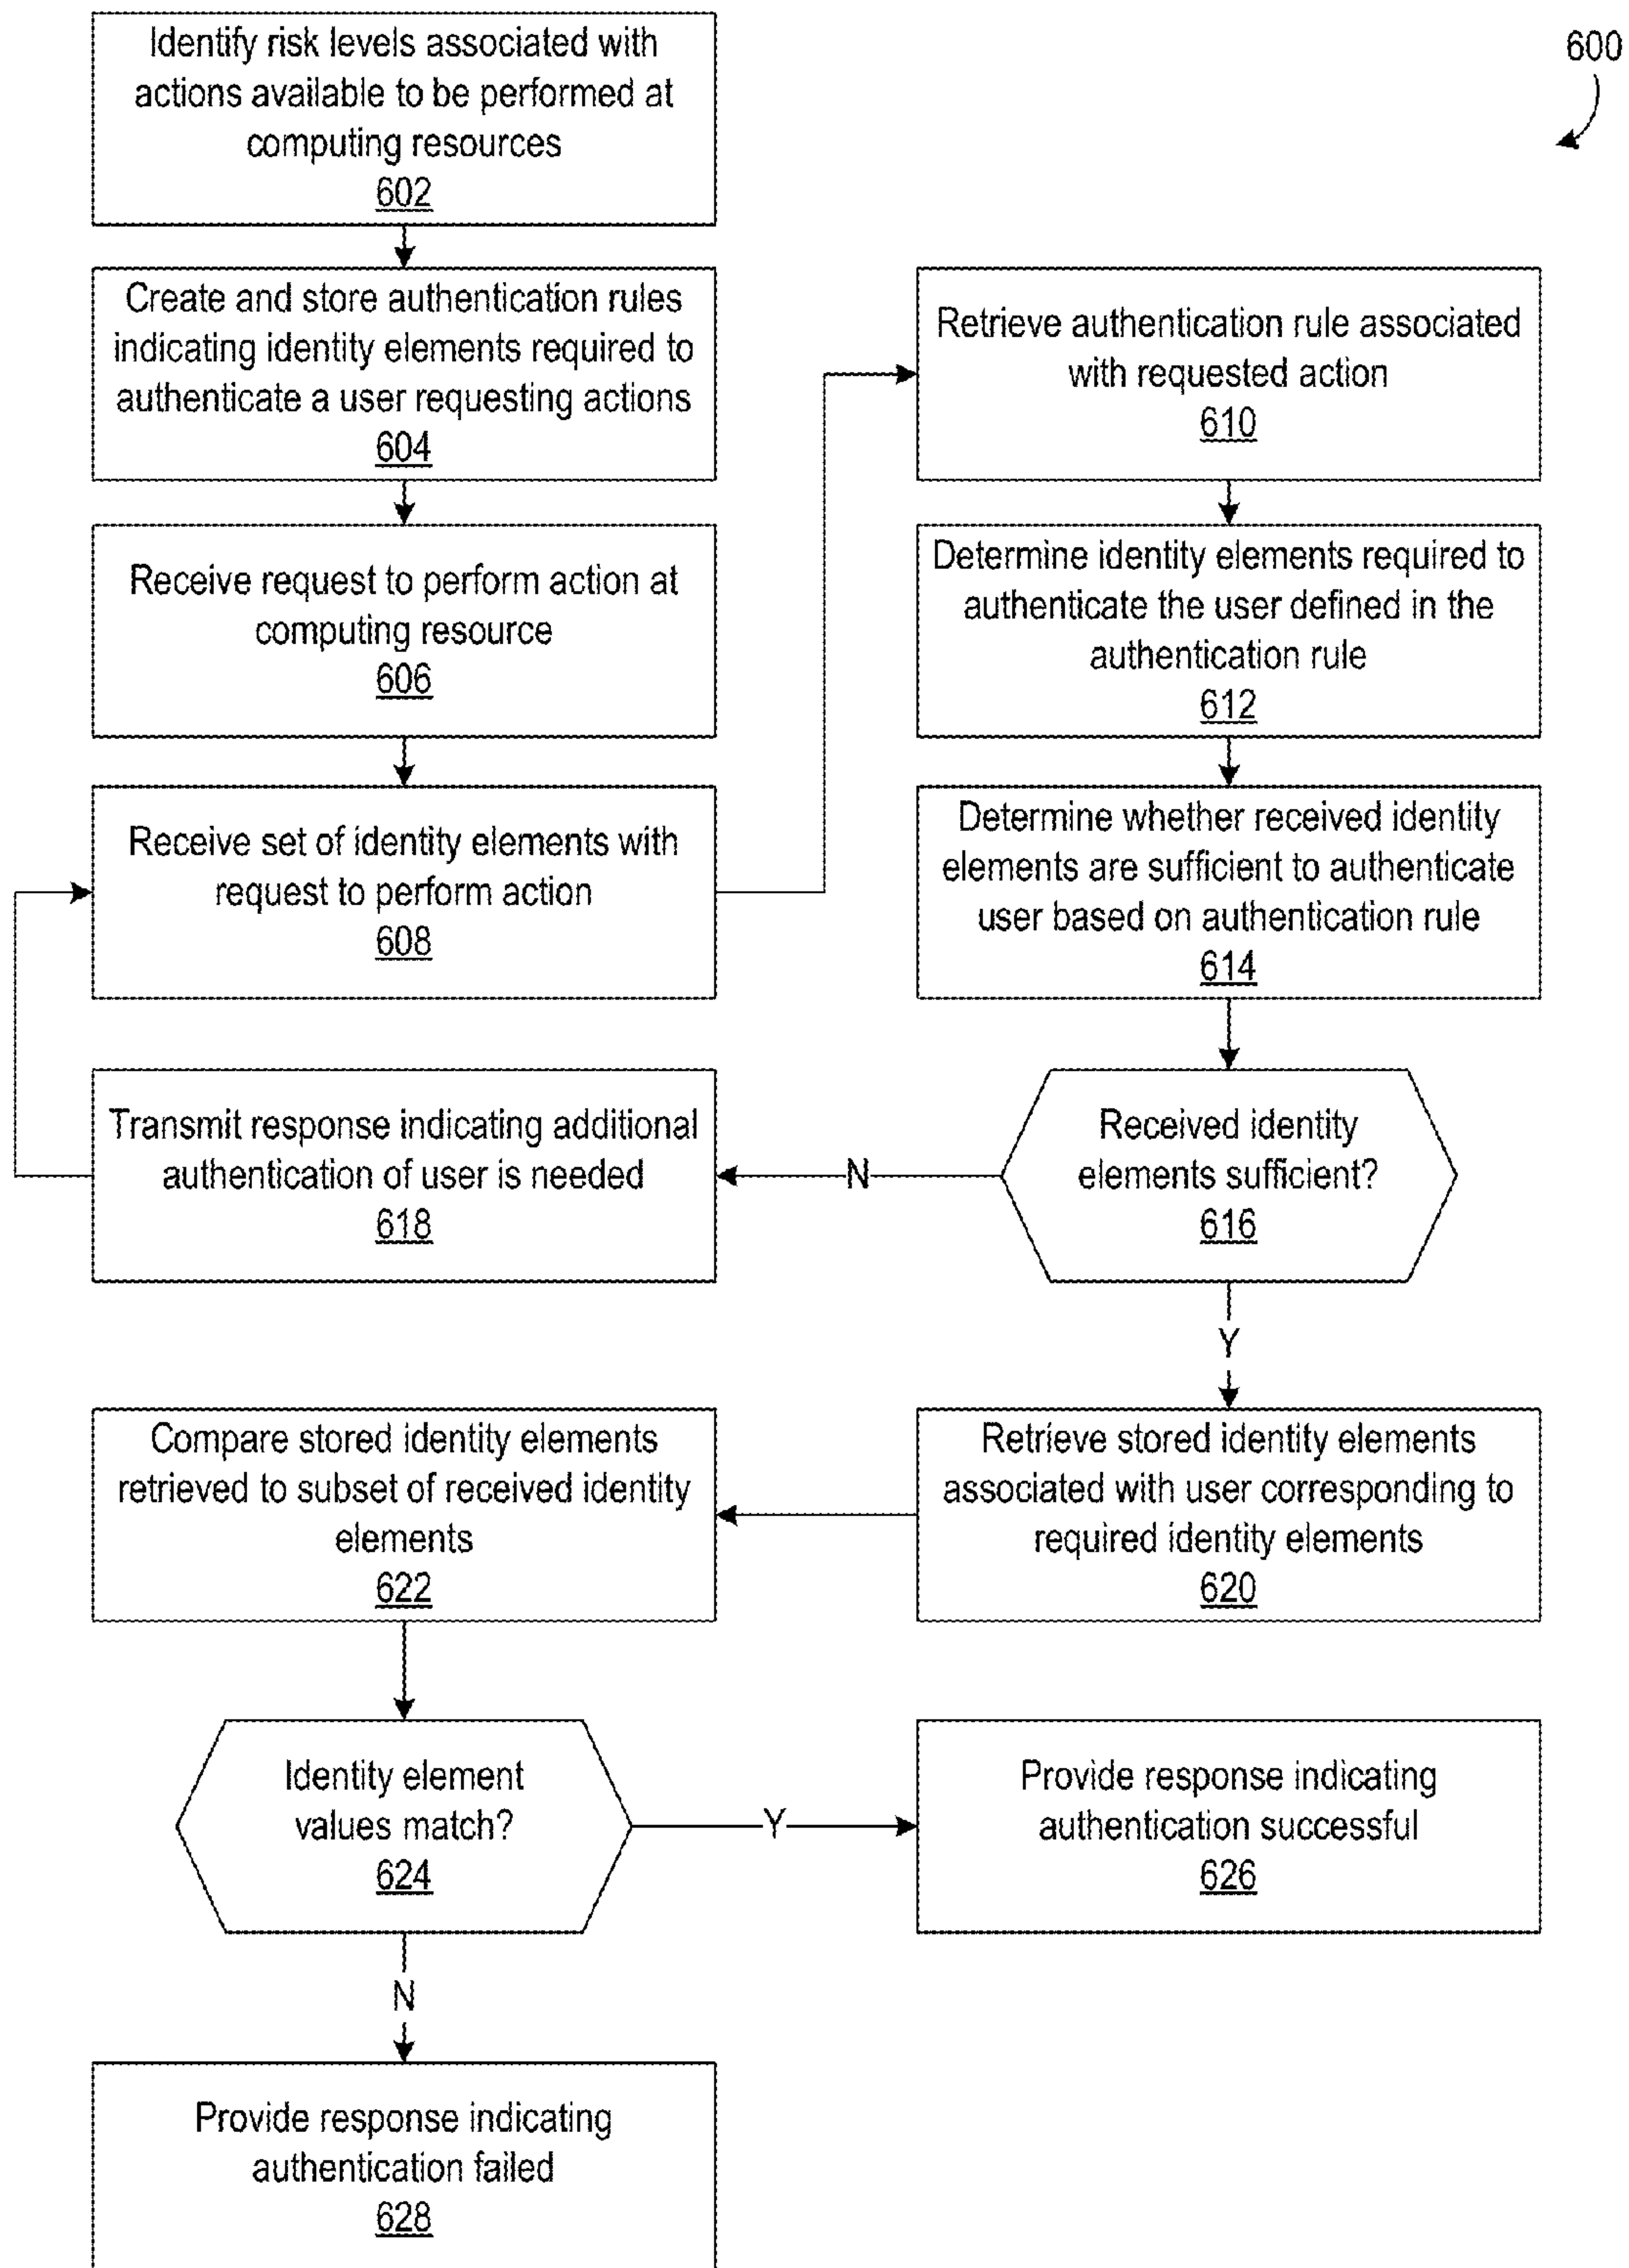 600
Identify risk levels associated with
actions available to be performed at
computing resources
602
Create and store authentication rules
indicating identity elements required to
authenticate a user requesting actions
604
Receive request to perform action at
computing resource
606
Receive set of identity elements with
request to perform action
608
Retrieve authentication rule associated
with requested action
610
Determine identity elements required to
authenticate the user defined in the
authentication rule
612
Determine whether received identity
elements are sufficient to authenticate
user based on authentication rule
614
Received identity
elements sufficient?
616
N
Transmit response indicating additional
authentication of user is needed
618
Y
Retrieve stored identity elements
associated with user corresponding to
required identity elements
620
Compare stored identity elements
retrieved to subset of received identity
elements
622
Identity element
values match?
624
Y
Provide response indicating
authentication successful
626
N
Provide response indicating
authentication failed
628